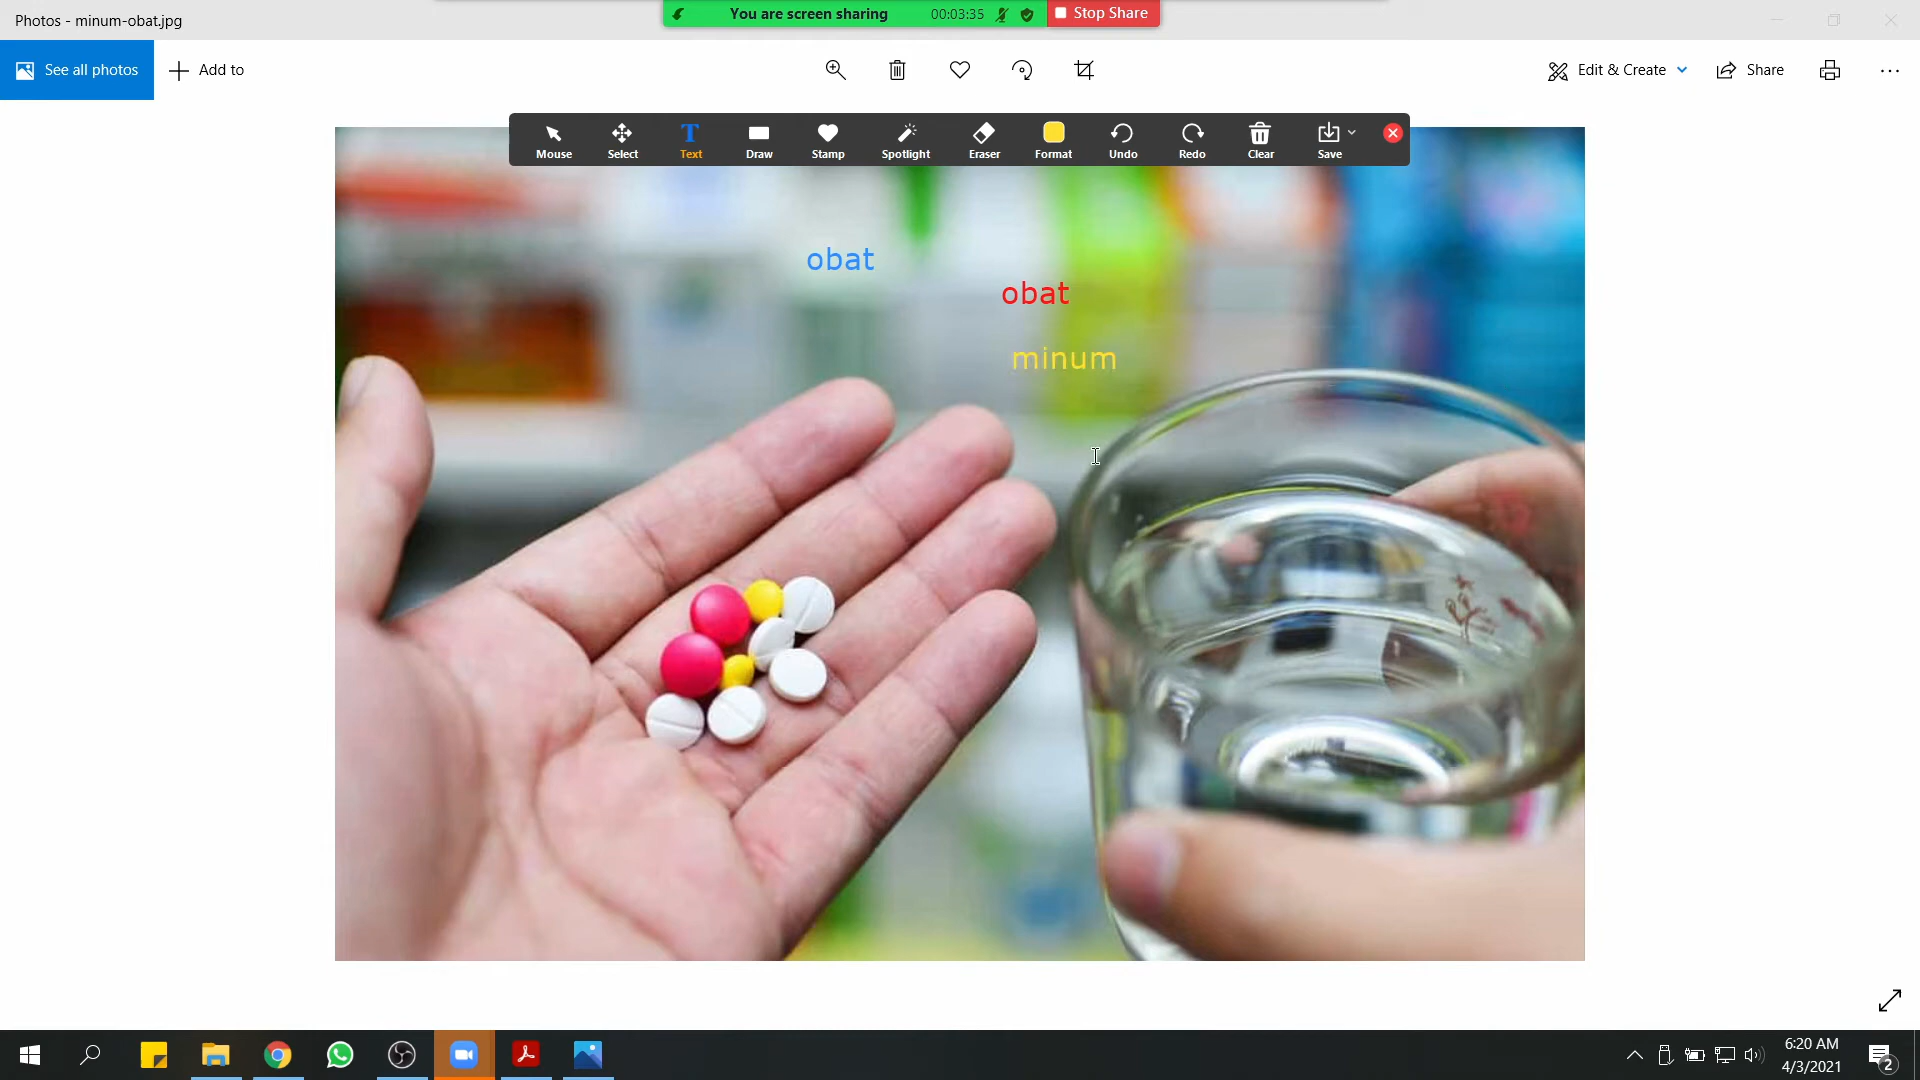 Photos - minum-obat.jpg
You are screen sharing 00:03:35 Stop Share
See all photos
Add to
Edit & Create
Share
Mouse Select Text Draw Stamp Spotlight Eraser Format Undo Redo Clear Save
obat
obat
minum
6:20 AM
4/3/2021
2